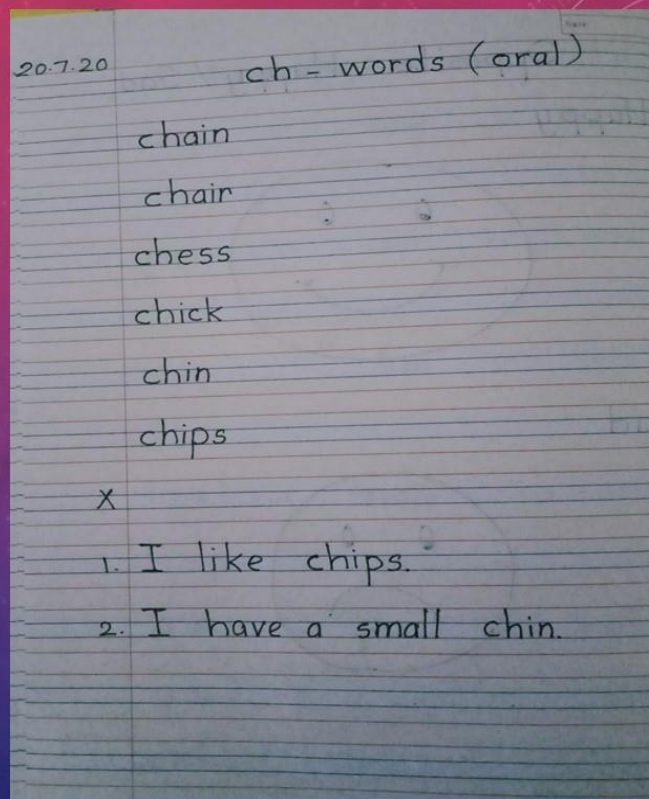 20.7.20 ch - words (oral)
chain
chair
chess
chick
chin
chips
X
1. I like chips.
2. I have a small chin.